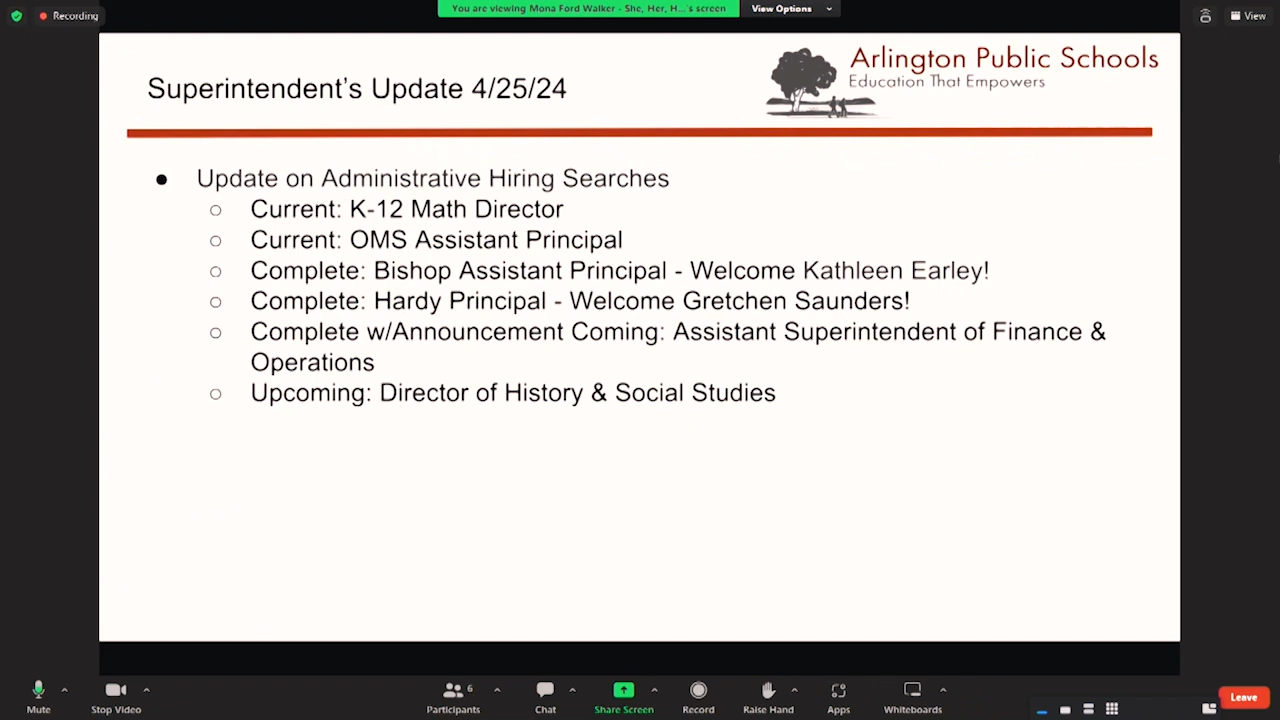 Recording
You are viewing Mona Ford Walker - She, Her, H...'s screen
View Options
View
Superintendent's Update 4/25/24
Arlington Public Schools
Education That Empowers
● Update on Administrative Hiring Searches
○ Current: K-12 Math Director
○ Current: OMS Assistant Principal
○ Complete: Bishop Assistant Principal - Welcome Kathleen Earley!
○ Complete: Hardy Principal - Welcome Gretchen Saunders!
○ Complete w/Announcement Coming: Assistant Superintendent of Finance &
Operations
○ Upcoming: Director of History & Social Studies
Mute
Stop Video
6
Participants
Chat
Share Screen
Record
Raise Hand
Apps
Whiteboards
Leave